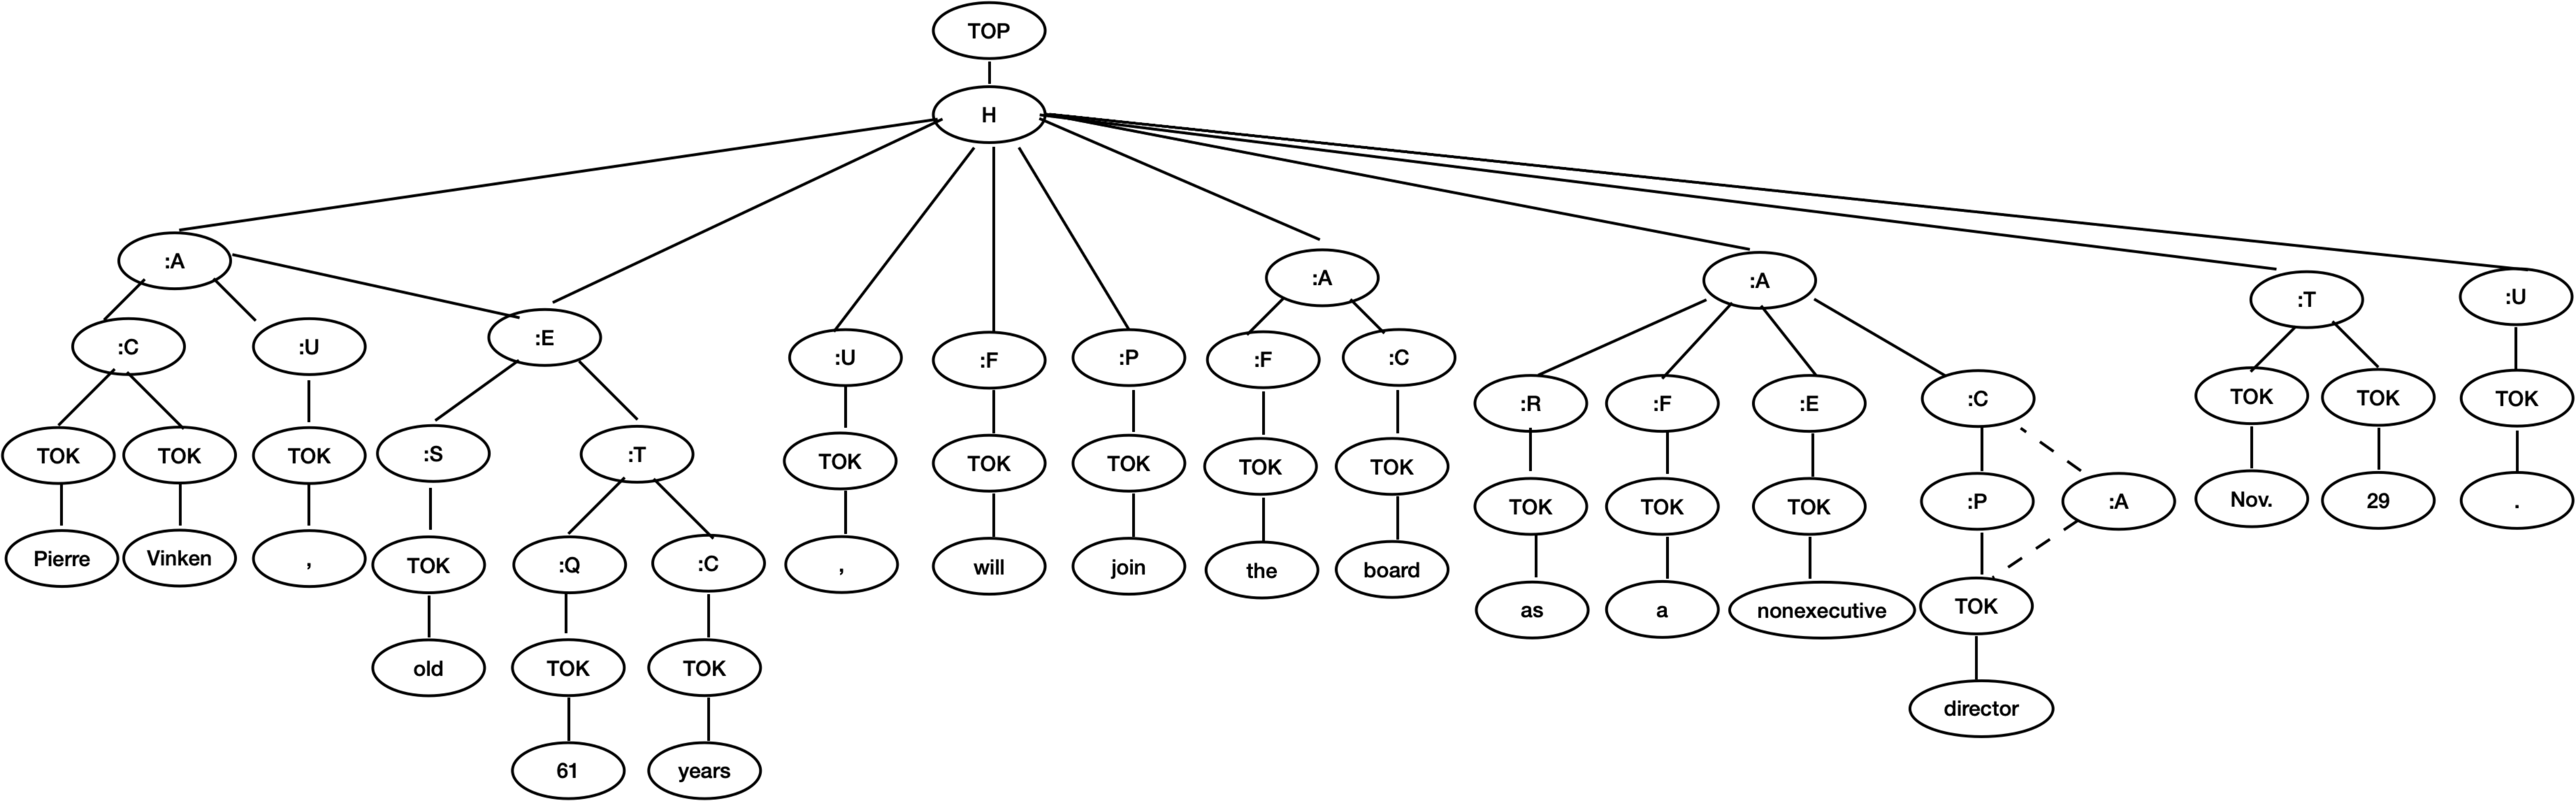 TOP
H
:A :A :A :T :U
:C :U :E :U :F :P :F :C :R :F :E :C TOK TOK TOK
TOK TOK TOK :S :T TOK TOK TOK TOK TOK TOK TOK TOK :P :A Nov. 29 .
Pierre Vinken , TOK :Q :C , will join the board as a nonexecutive TOK
old TOK TOK director
61 years